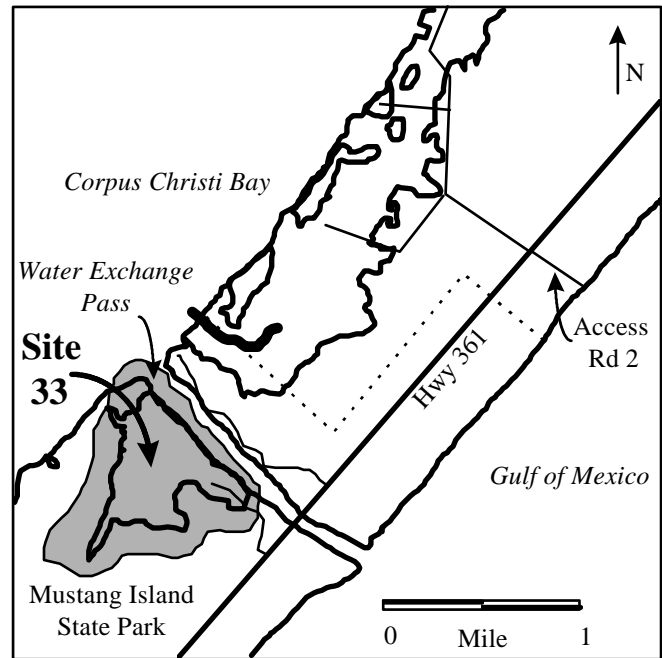 N
Corpus Christi Bay
Water Exchange
Pass
Site
33
Access
Rd 2
Hwy 361
Gulf of Mexico
Mustang Island
State Park
0 Mile 1